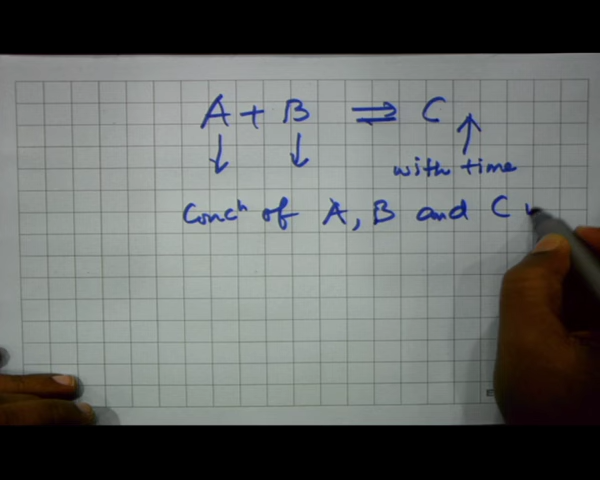 A + B ⇌ C
with time
Concⁿ of A, B and C